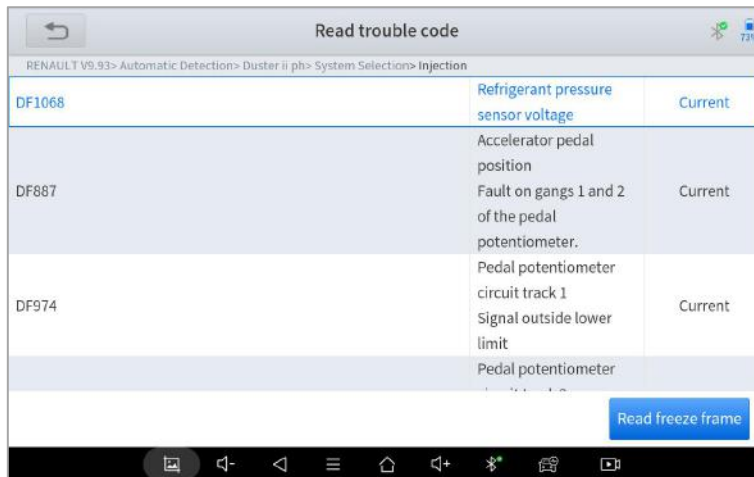 Read trouble code
73%
RENAULT V9.93> Automatic Detection> Duster ii ph> System Selection> Injection
DF1068
Refrigerant pressure
sensor voltage
Current
DF887
Accelerator pedal
position
Fault on gangs 1 and 2
of the pedal
potentiometer.
Current
DF974
Pedal potentiometer
circuit track 1
Signal outside lower
limit
Current
Pedal potentiometer
Read freeze frame